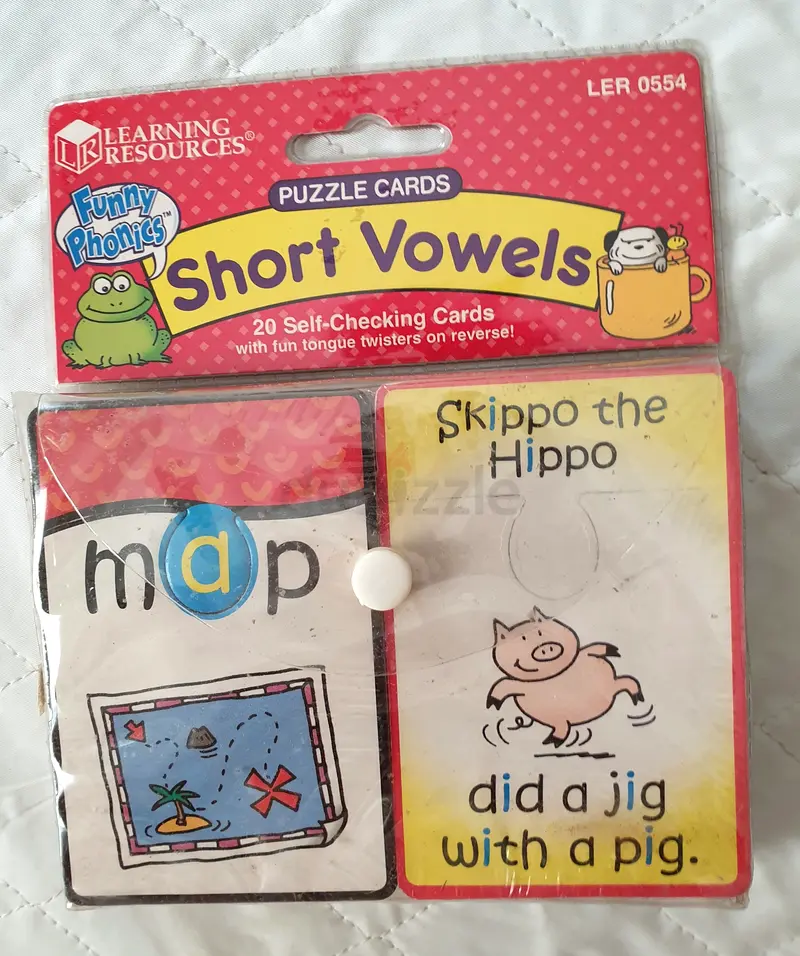 LER 0554
LEARNING
RESOURCES®
LR
PUZZLE CARDS
Funny
Phonics™
Short Vowels
20 Self-Checking Cards
with fun tongue twisters on reverse!
map
Skippo the
Hippo
did a jig
with a pig.